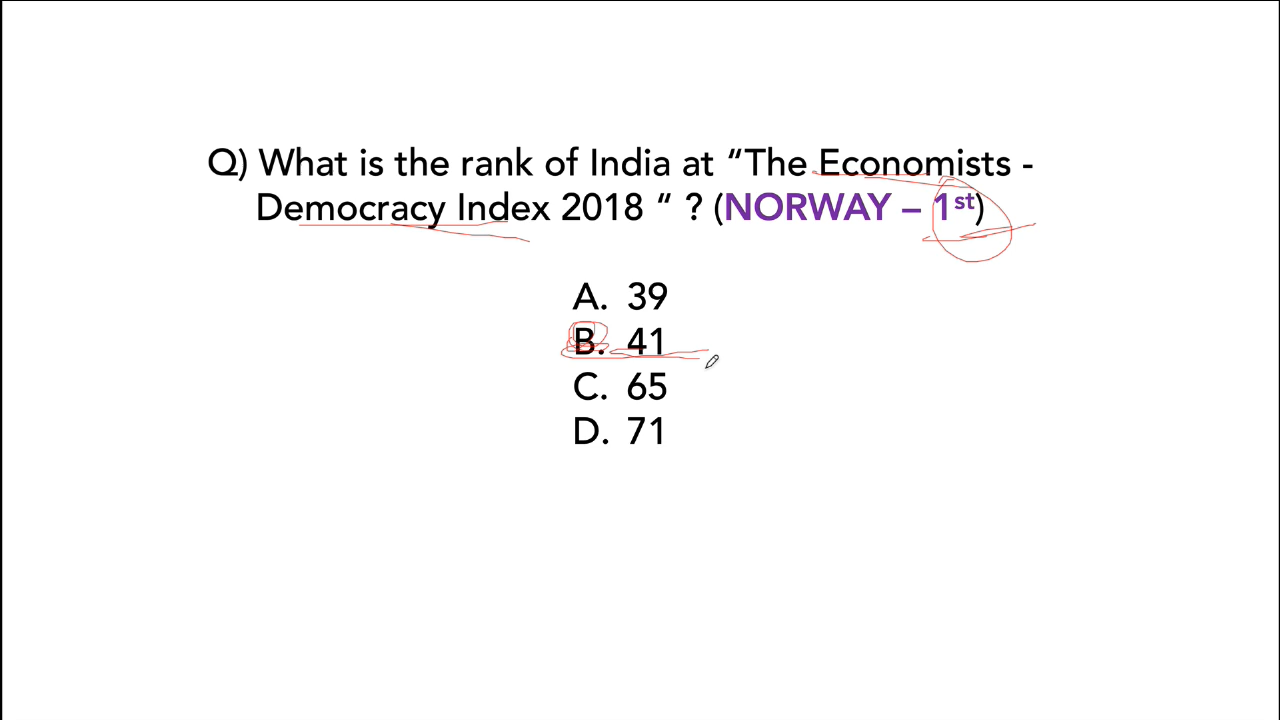 Q) What is the rank of India at “The Economists -
Democracy Index 2018 “ ? (NORWAY – 1st)
A. 39
B. 41
C. 65
D. 71